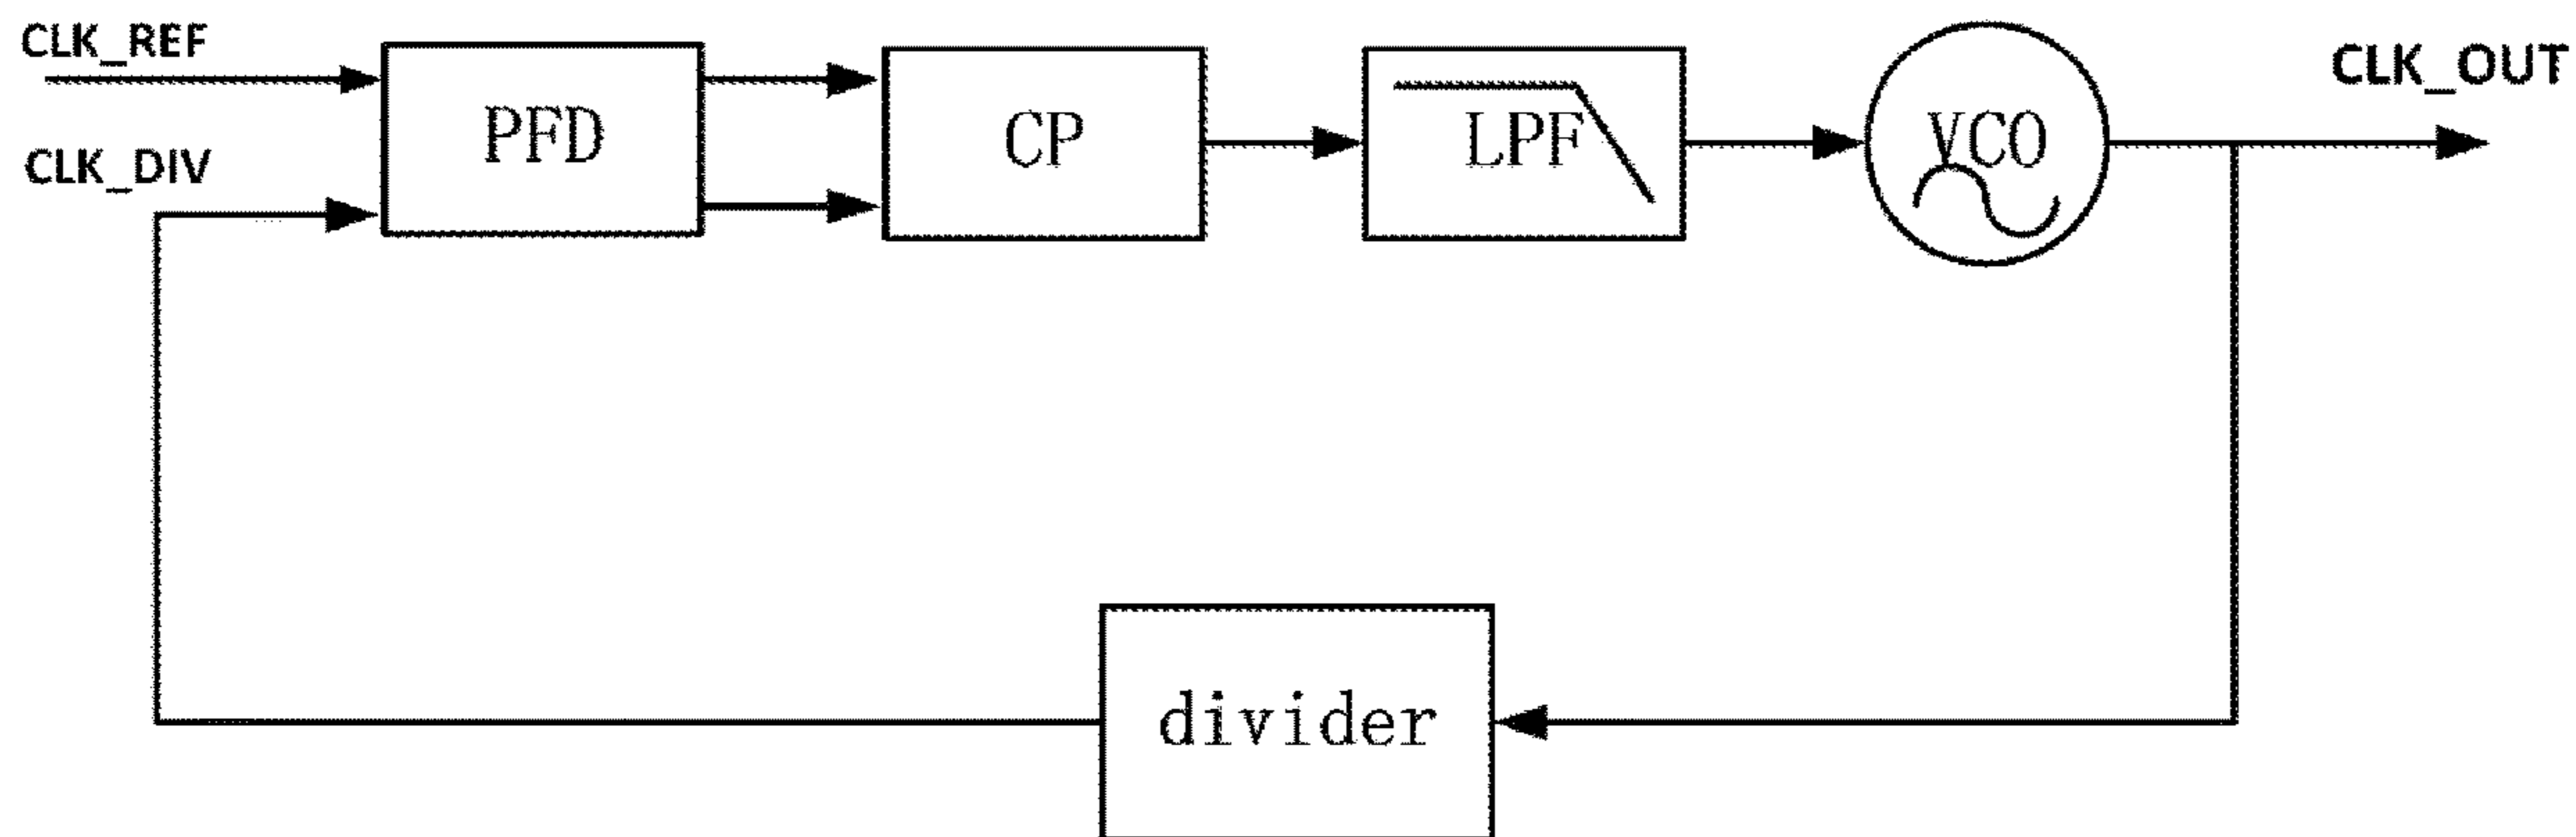 CLK_REF
CLK_DIV
PFD
CP
LPF
VCO
CLK_OUT
divider